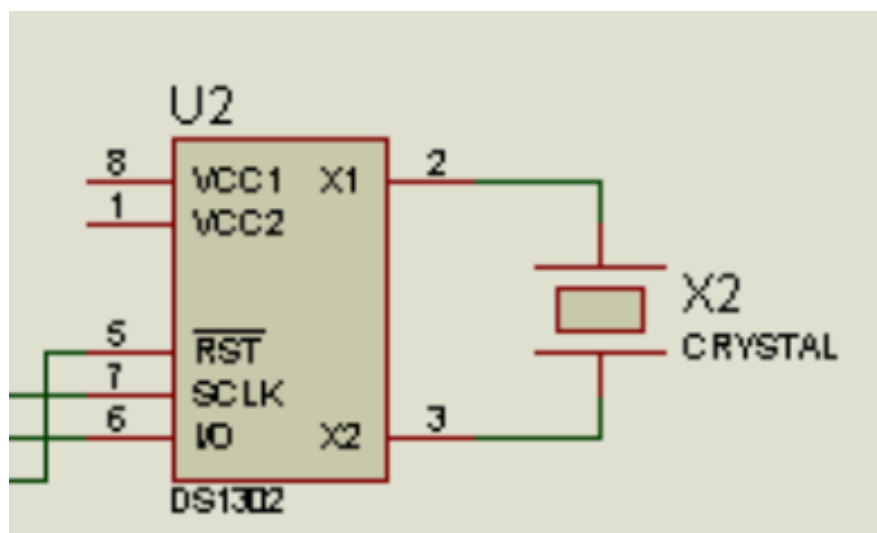 U2
8 VCC1 X1 2
1 VCC2
5 RST
7 SCLK
6 I/O X2 3
DS1302
X2
CRYSTAL